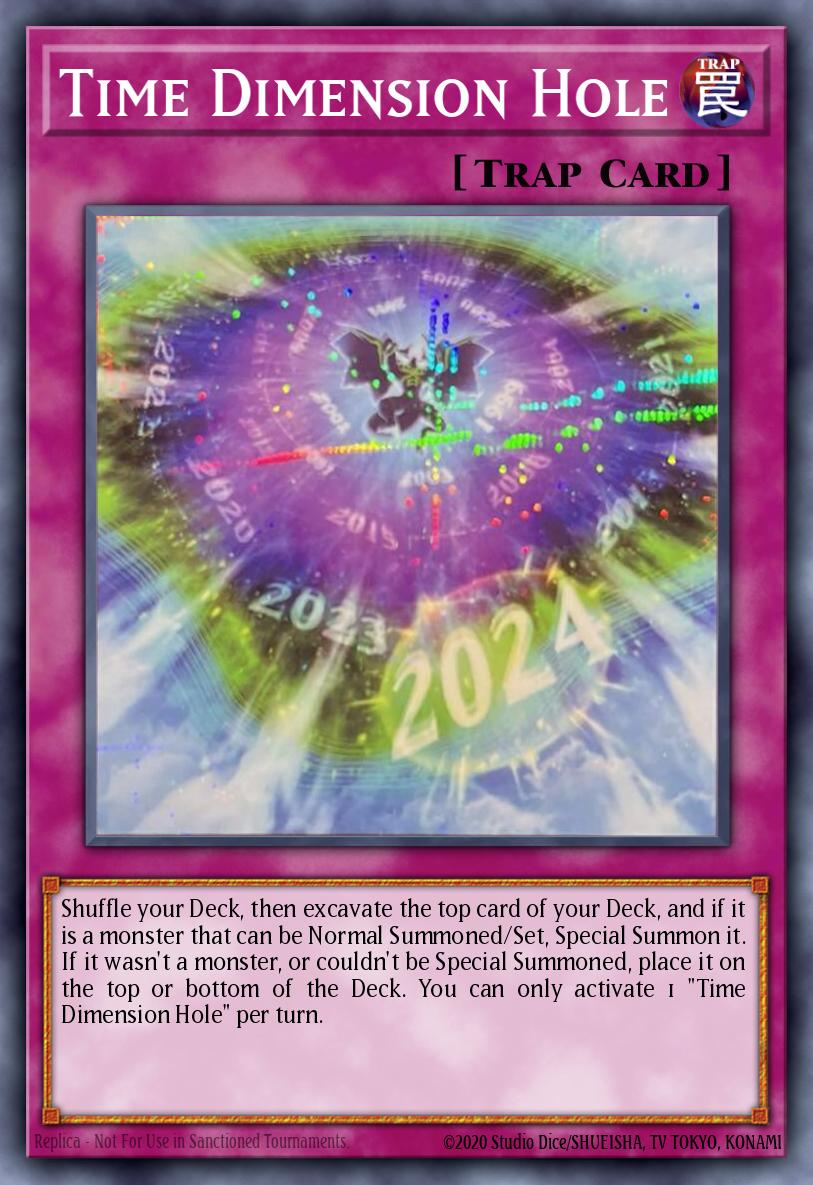 TIME DIMENSION HOLE
TRAP
罠
[TRAP CARD]
2022
2020
2015
2023
1999
2024
Shuffle your Deck, then excavate the top card of your Deck, and if it
is a monster that can be Normal Summoned/Set, Special Summon it.
If it wasn't a monster, or couldn't be Special Summoned, place it on
the top or bottom of the Deck. You can only activate 1 "Time
Dimension Hole" per turn.
Replica - Not For Use in Sanctioned Tournaments.
©2020 Studio Dice/SHUEISHA, TV TOKYO, KONAMI